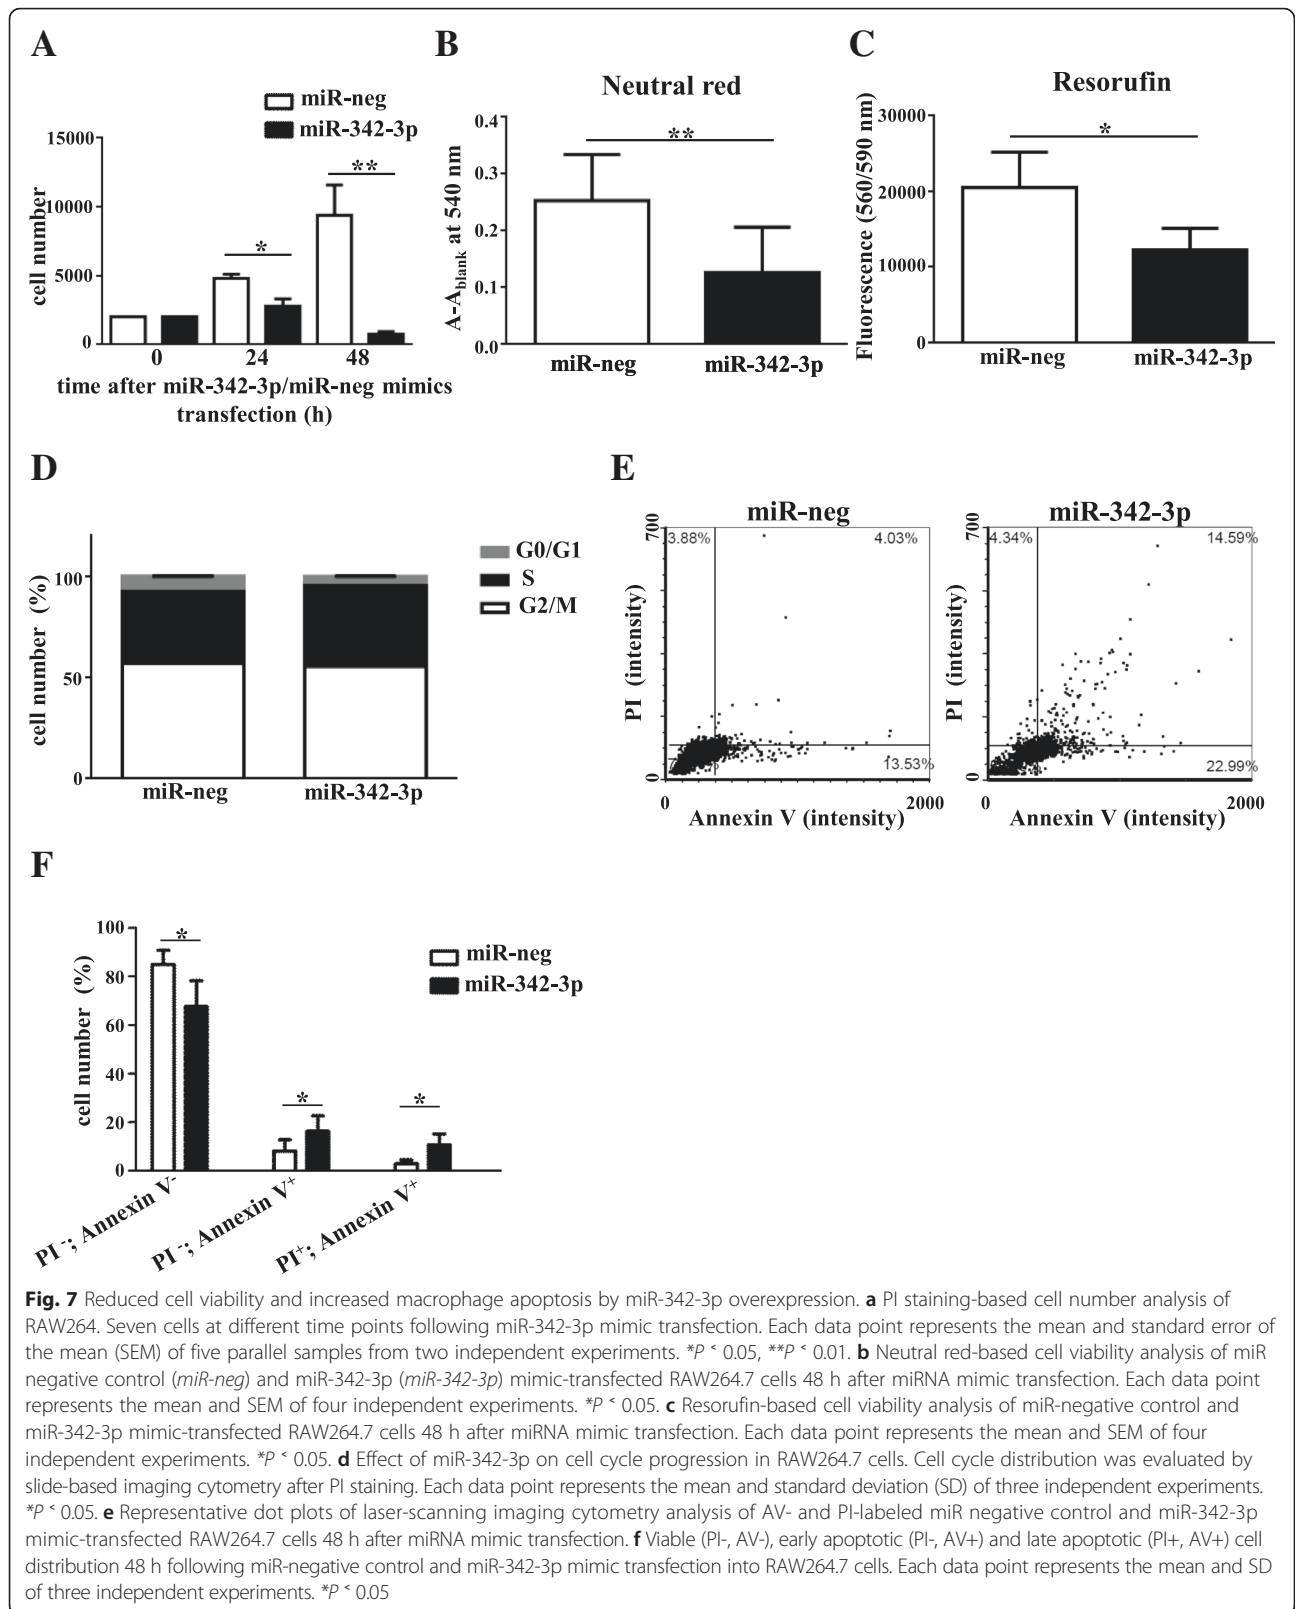 A
miR-neg
miR-342-3p
15000
10000
5000
0
cell number
*
**
0 24 48
time after miR-342-3p/miR-neg mimics
transfection (h)
B
Neutral red
0.4
0.3
0.2
0.1
0.0
A-Ablank at 540 nm
**
miR-neg miR-342-3p
C
Resorufin
30000
20000
10000
0
Fluorescence (560/590 nm)
*
miR-neg miR-342-3p
D
100
50
0
cell number (%)
G0/G1
S
G2/M
miR-neg miR-342-3p
E
miR-neg
700
0
PI (intensity)
3.88% 4.03%
13.53%
0 2000
Annexin V (intensity)
miR-342-3p
700
0
PI (intensity)
4.34% 14.59%
22.99%
0 2000
Annexin V (intensity)
F
100
80
60
40
20
0
cell number (%)
*
*
*
miR-neg
miR-342-3p
PI⁻; Annexin V⁻
PI⁻; Annexin V⁺
PI⁺; Annexin V⁺
Fig. 7 Reduced cell viability and increased macrophage apoptosis by miR-342-3p overexpression. a PI staining-based cell number analysis of
RAW264. Seven cells at different time points following miR-342-3p mimic transfection. Each data point represents the mean and standard error of
the mean (SEM) of five parallel samples from two independent experiments. *P < 0.05, **P < 0.01. b Neutral red-based cell viability analysis of miR
negative control (miR-neg) and miR-342-3p (miR-342-3p) mimic-transfected RAW264.7 cells 48 h after miRNA mimic transfection. Each data point
represents the mean and SEM of four independent experiments. *P < 0.05. c Resorufin-based cell viability analysis of miR-negative control and
miR-342-3p mimic-transfected RAW264.7 cells 48 h after miRNA mimic transfection. Each data point represents the mean and SEM of four
independent experiments. *P < 0.05. d Effect of miR-342-3p on cell cycle progression in RAW264.7 cells. Cell cycle distribution was evaluated by
slide-based imaging cytometry after PI staining. Each data point represents the mean and standard deviation (SD) of three independent experiments.
*P < 0.05. e Representative dot plots of laser-scanning imaging cytometry analysis of AV- and PI-labeled miR negative control and miR-342-3p
mimic-transfected RAW264.7 cells 48 h after miRNA mimic transfection. f Viable (PI-, AV-), early apoptotic (PI-, AV+) and late apoptotic (PI+, AV+) cell
distribution 48 h following miR-negative control and miR-342-3p mimic transfection into RAW264.7 cells. Each data point represents the mean and SD
of three independent experiments. *P < 0.05